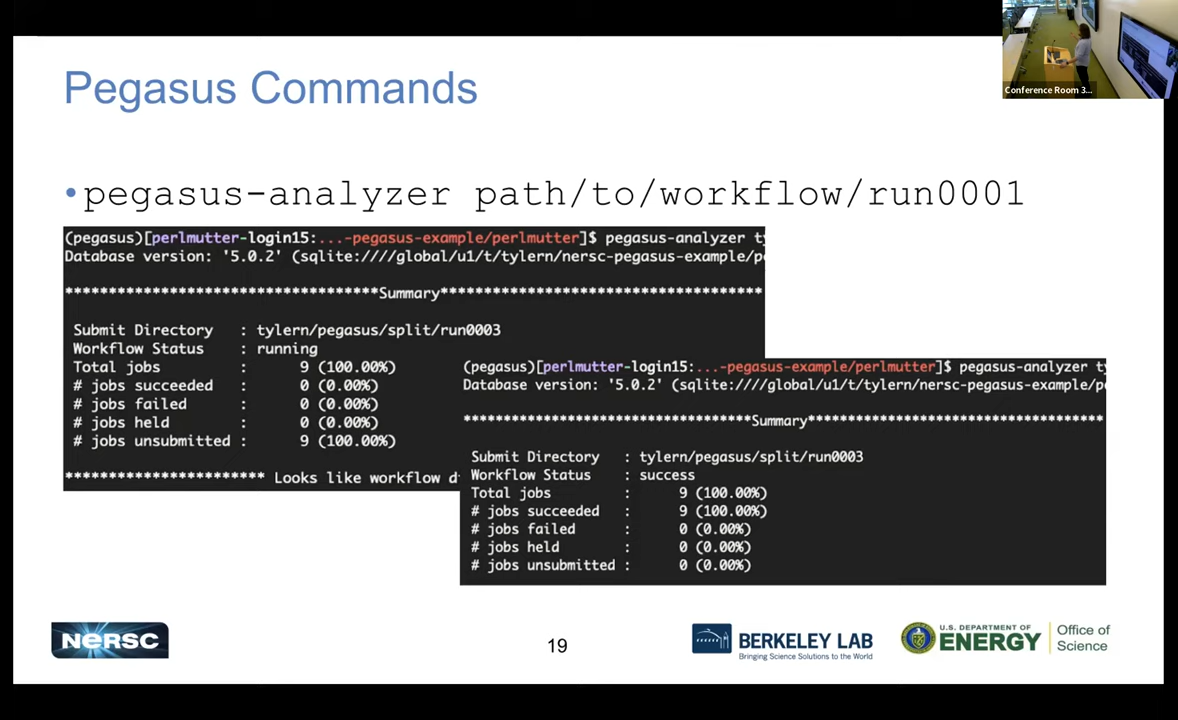 Pegasus Commands
Conference Room 3...
•pegasus-analyzer path/to/workflow/run0001
(pegasus)[perlmutter-login15:...-pegasus-example/perlmutter]$ pegasus-analyzer ty
Database version: '5.0.2' (sqlite:////global/u1/t/tylern/nersc-pegasus-example/pe
************************************Summary*************************************
Submit Directory : tylern/pegasus/split/run0003
Workflow Status : running
Total jobs : 9 (100.00%)
# jobs succeeded : 0 (0.00%)
# jobs failed : 0 (0.00%)
# jobs held : 0 (0.00%)
# jobs unsubmitted : 9 (100.00%)
*********************** Looks like workflow d
(pegasus)[perlmutter-login15:...-pegasus-example/perlmutter]$ pegasus-analyzer ty
Database version: '5.0.2' (sqlite:////global/u1/t/tylern/nersc-pegasus-example/pe
************************************Summary*************************************
Submit Directory : tylern/pegasus/split/run0003
Workflow Status : success
Total jobs : 9 (100.00%)
# jobs succeeded : 9 (100.00%)
# jobs failed : 0 (0.00%)
# jobs held : 0 (0.00%)
# jobs unsubmitted : 0 (0.00%)
NERSC
19
BERKELEY LAB
Bringing Science Solutions to the World
U.S. DEPARTMENT OF
ENERGY
Office of
Science